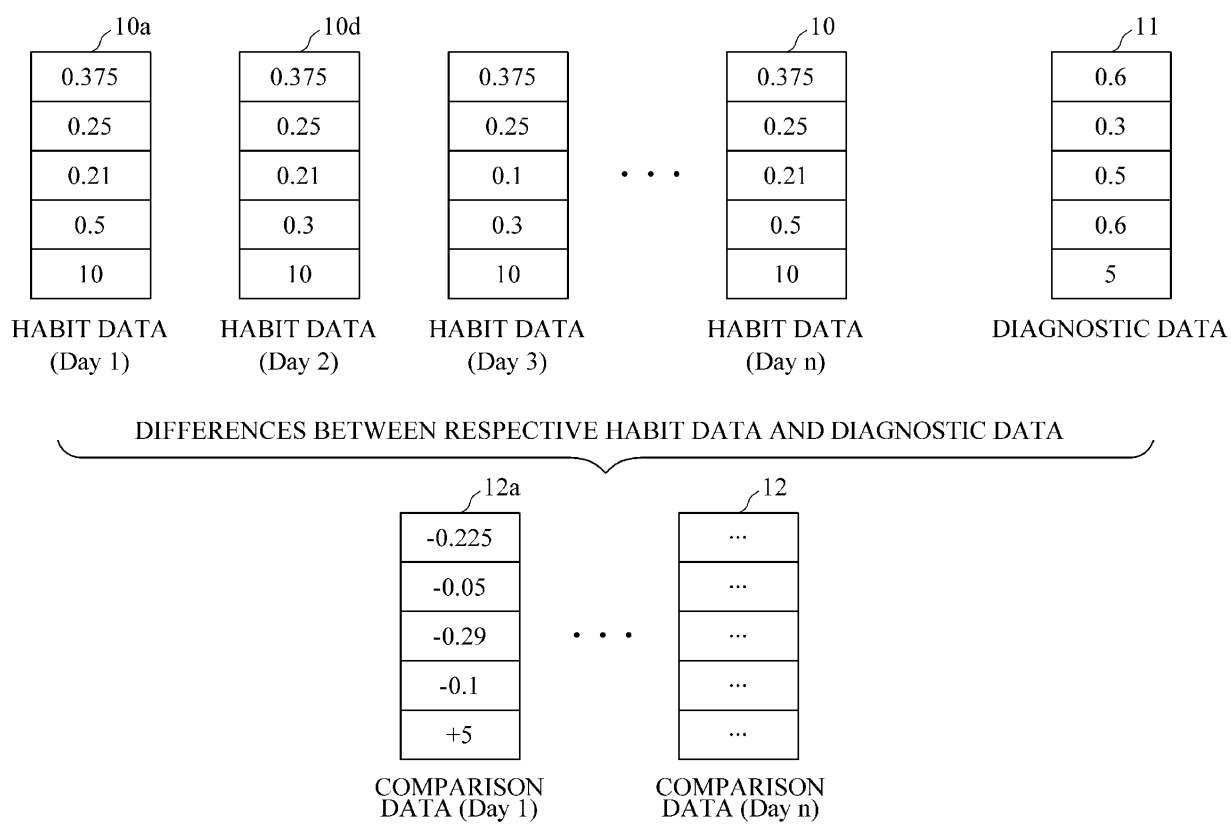 10a 10d 10 11
0.375 0.375 0.375 0.375 0.6
0.25 0.25 0.25 0.25 0.3
0.21 0.21 0.1 . . . 0.21 0.5
0.5 0.3 0.3 0.5 0.6
10 10 10 10 5
HABIT DATA HABIT DATA HABIT DATA HABIT DATA DIAGNOSTIC DATA
(Day 1) (Day 2) (Day 3) (Day n)
DIFFERENCES BETWEEN RESPECTIVE HABIT DATA AND DIAGNOSTIC DATA
12a 12
-0.225 ...
-0.05 ...
-0.29 . . . ...
-0.1 ...
+5 ...
COMPARISON COMPARISON
DATA (Day 1) DATA (Day n)